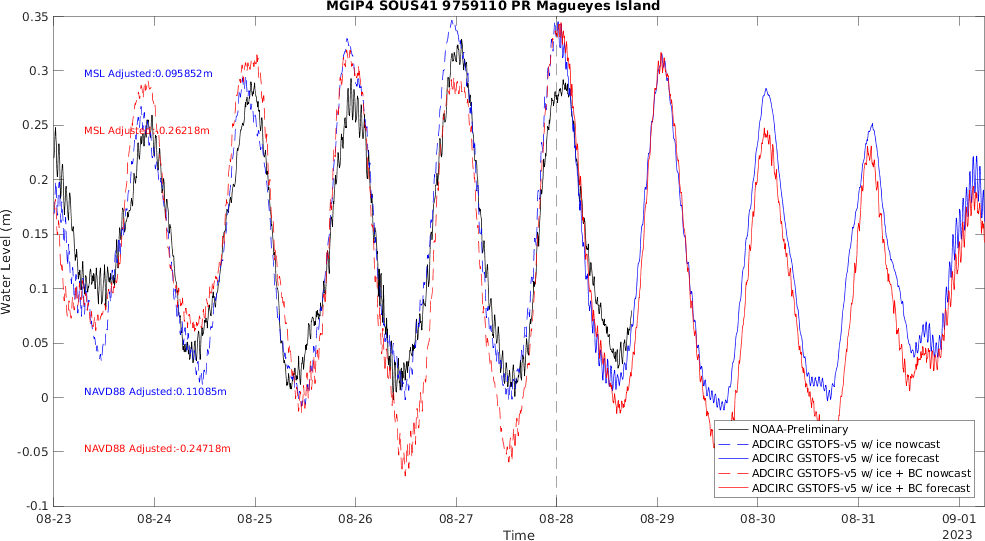 MGIP4 SOUS41 9759110 PR Magueyes Island
0.35
0.3
0.25
0.2
0.15
0.1
0.05
0
-0.05
-0.1
Water Level (m)
MSL Adjusted:0.095852m
MSL Adjusted:-0.26218m
NAVD88 Adjusted:0.11085m
NAVD88 Adjusted:-0.24718m
NOAA-Preliminary
ADCIRC GSTOFS-v5 w/ ice nowcast
ADCIRC GSTOFS-v5 w/ ice forecast
ADCIRC GSTOFS-v5 w/ ice + BC nowcast
ADCIRC GSTOFS-v5 w/ ice + BC forecast
08-23 08-24 08-25 08-26 08-27 08-28 08-29 08-30 08-31 09-01
Time
2023